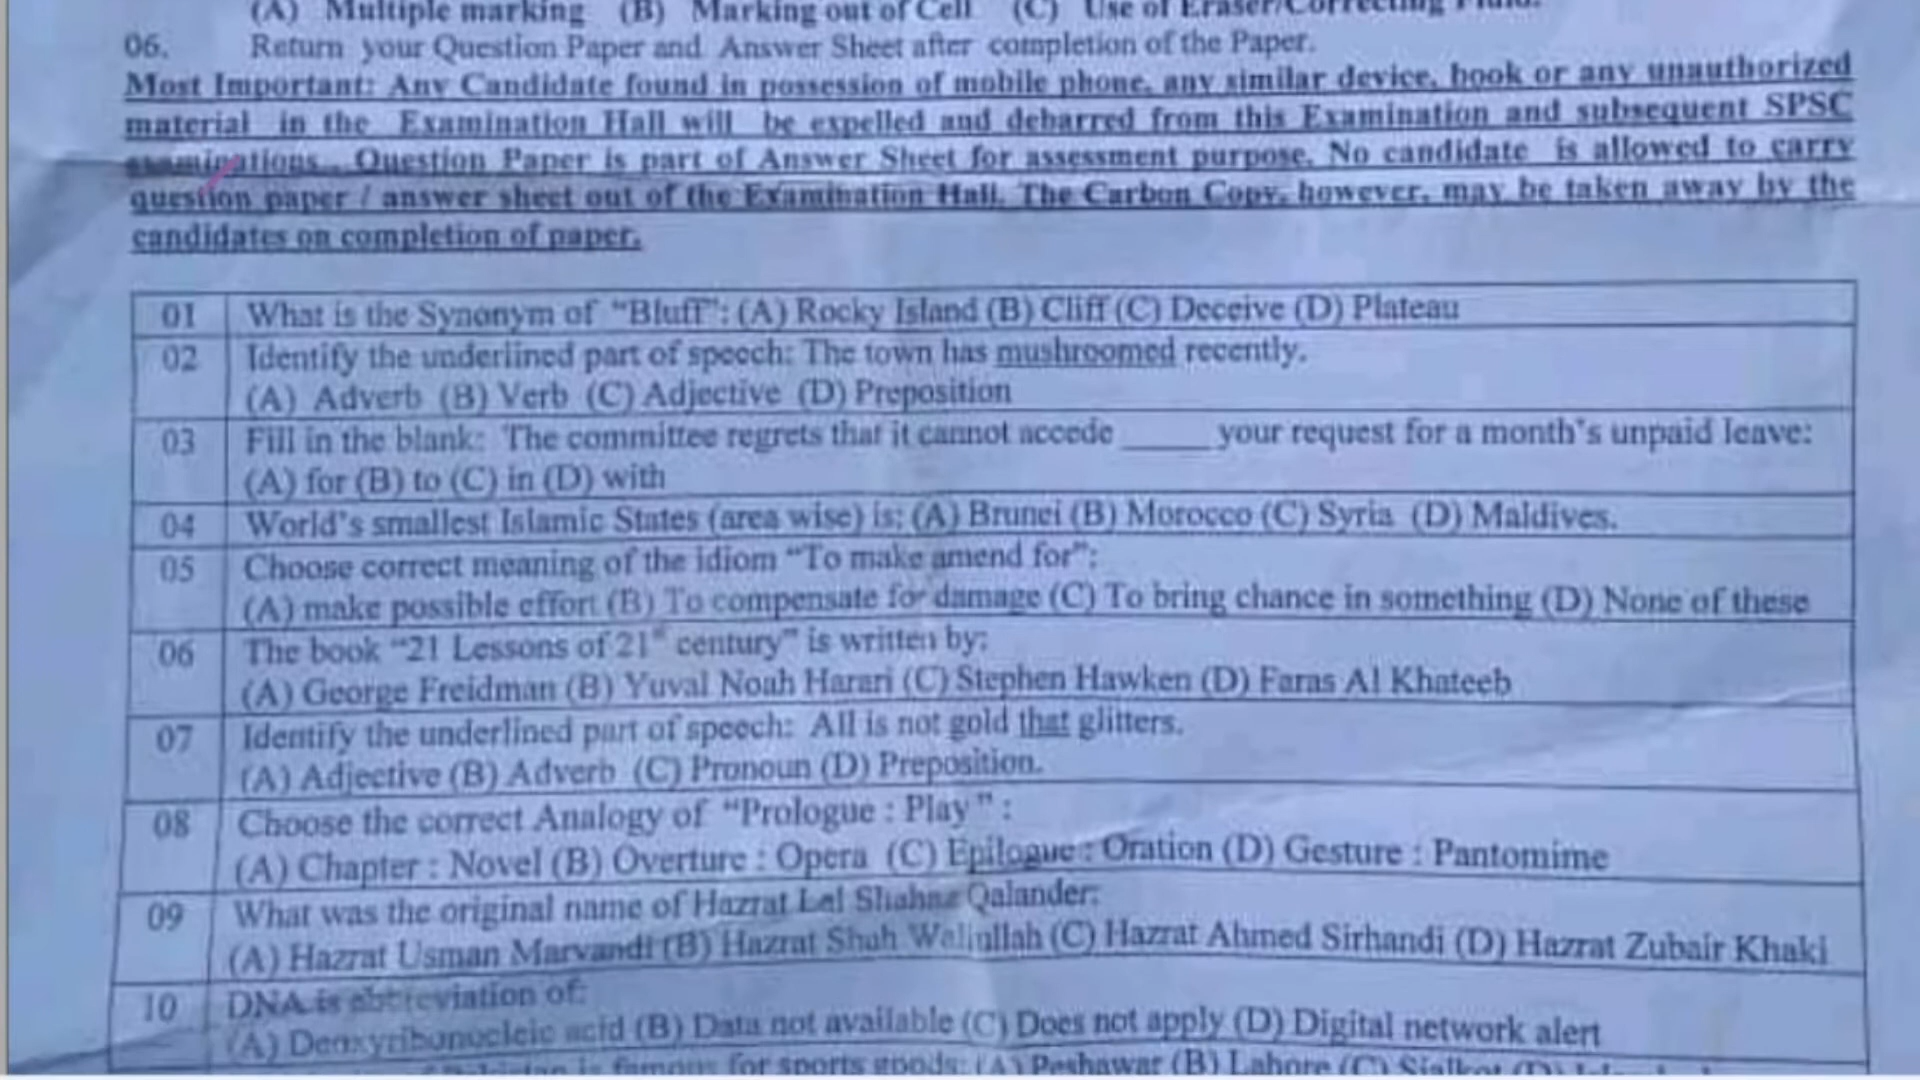 (A) Multiple marking (B) Marking out of Cell (C) Use of Eraser/Correcting Fluid.
06. Return your Question Paper and Answer Sheet after completion of the Paper.
Most Important: Any Candidate found in possession of mobile phone, any similar device, book or any unauthorized
material in the Examination Hall will be expelled and debarred from this Examination and subsequent SPSC
examinations. Question Paper is part of Answer Sheet for assessment purpose. No candidate is allowed to carry
question paper / answer sheet out of the Examination Hall. The Carbon Copy, however, may be taken away by the
candidates on completion of paper.
01 What is the Synonym of "Bluff": (A) Rocky Island (B) Cliff (C) Deceive (D) Plateau
02 Identify the underlined part of speech: The town has mushroomed recently.
(A) Adverb (B) Verb (C) Adjective (D) Preposition
03 Fill in the blank: The committee regrets that it cannot accede _____ your request for a month's unpaid leave:
(A) for (B) to (C) in (D) with
04 World's smallest Islamic States (area wise) is: (A) Brunei (B) Morocco (C) Syria (D) Maldives.
05 Choose correct meaning of the idiom "To make amend for":
(A) make possible effort (B) To compensate for damage (C) To bring chance in something (D) None of these
06 The book "21 Lessons of 21st century" is written by:
(A) George Freidman (B) Yuval Noah Harari (C) Stephen Hawken (D) Faras Al Khateeb
07 Identify the underlined part of speech: All is not gold that glitters.
(A) Adjective (B) Adverb (C) Pronoun (D) Preposition.
08 Choose the correct Analogy of "Prologue : Play" :
(A) Chapter : Novel (B) Overture : Opera (C) Epilogue : Oration (D) Gesture : Pantomime
09 What was the original name of Hazrat Lal Shahaz Qalander:
(A) Hazrat Usman Marvandi (B) Hazrat Shah Waliullah (C) Hazrat Ahmed Sirhandi (D) Hazrat Zubair Khaki
10 DNA is abbreviation of:
(A) Deoxyribonucleic acid (B) Data not available (C) Does not apply (D) Digital network alert
of Pakistan is famous for sports goods: (A) Peshawar (B) Lahore (C) Sialkot (D)